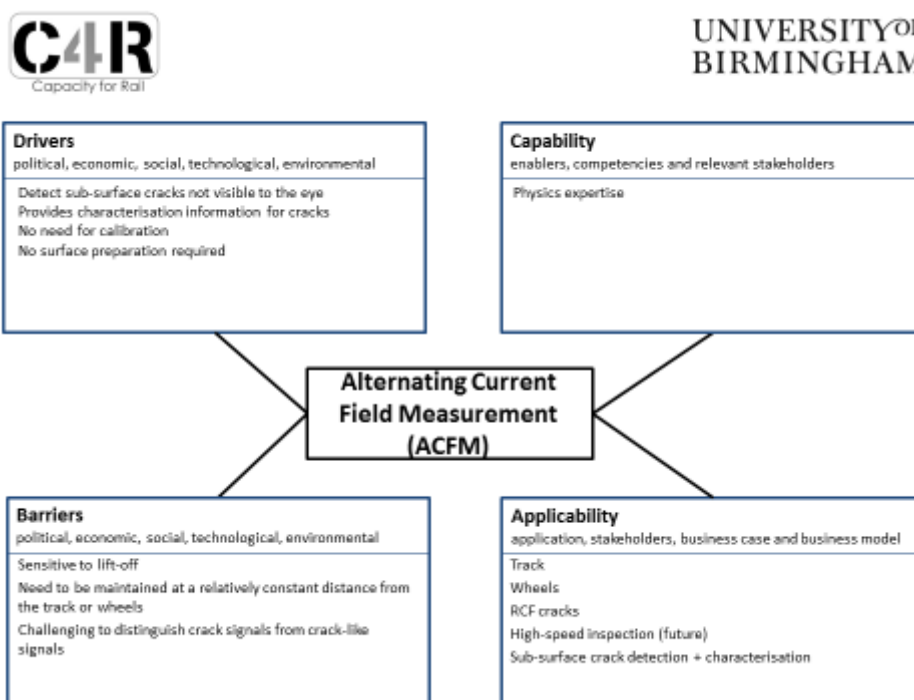 C4R
Capacity for Rail
UNIVERSITY OF
BIRMINGHAM
Drivers
political, economic, social, technological, environmental
Detect sub-surface cracks not visible to the eye
Provides characterisation information for cracks
No need for calibration
No surface preparation required
Capability
enablers, competencies and relevant stakeholders
Physics expertise
Alternating Current
Field Measurement
(ACFM)
Barriers
political, economic, social, technological, environmental
Sensitive to lift-off
Need to be maintained at a relatively constant distance from
the track or wheels
Challenging to distinguish crack signals from crack-like
signals
Applicability
application, stakeholders, business case and business model
Track
Wheels
RCF cracks
High-speed inspection (future)
Sub-surface crack detection + characterisation